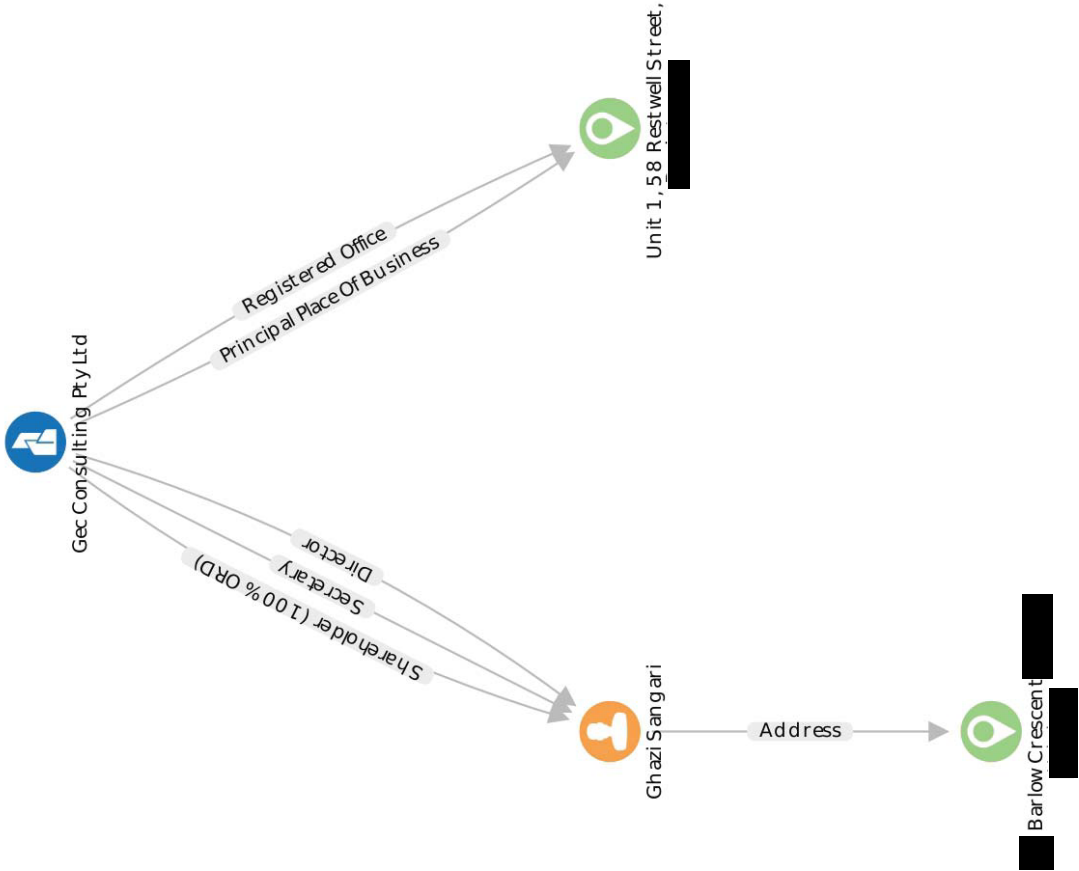 Gec Consulting Pty Ltd
Registered Office
Principal Place Of Business
Unit 1, 58 Restwell Street,
Director
Secretary
Shareholder (100% ORD)
Ghazi Sangari
Address
Barlow Crescent